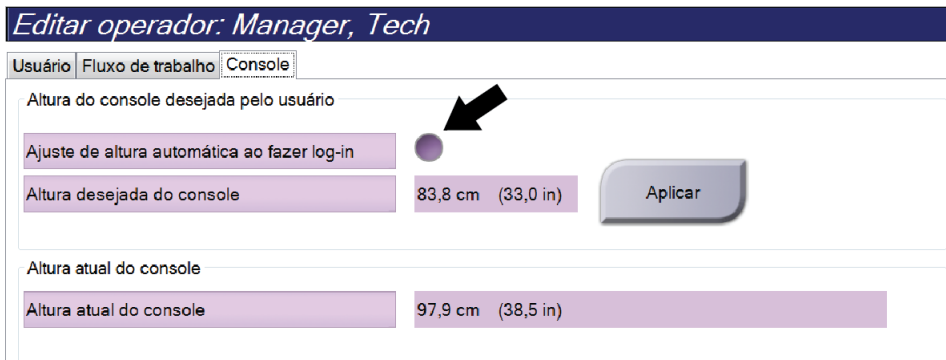 Editar operador: Manager, Tech
Usuário Fluxo de trabalho Console
Altura do console desejada pelo usuário
Ajuste de altura automática ao fazer log-in
Altura desejada do console 83,8 cm (33,0 in) Aplicar
Altura atual do console
Altura atual do console 97,9 cm (38,5 in)